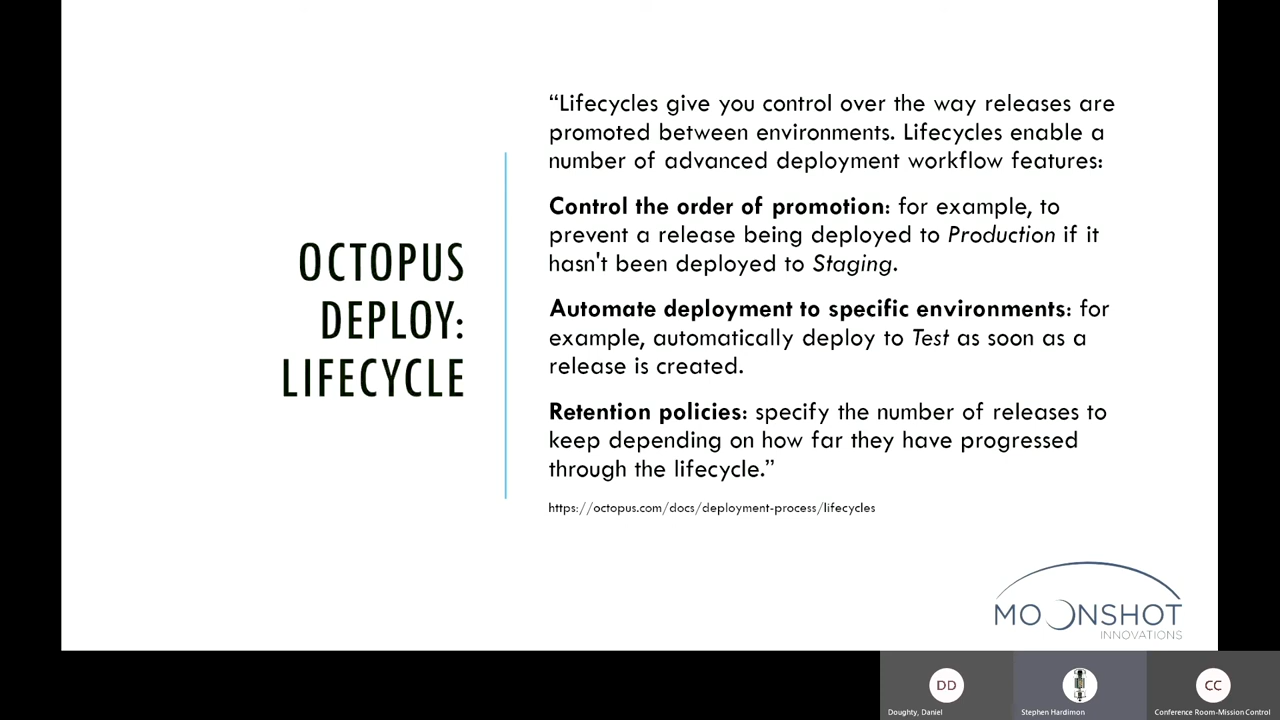 OCTOPUS
DEPLOY:
LIFECYCLE
“Lifecycles give you control over the way releases are
promoted between environments. Lifecycles enable a
number of advanced deployment workflow features:
Control the order of promotion: for example, to
prevent a release being deployed to Production if it
hasn't been deployed to Staging.
Automate deployment to specific environments: for
example, automatically deploy to Test as soon as a
release is created.
Retention policies: specify the number of releases to
keep depending on how far they have progressed
through the lifecycle.”
https://octopus.com/docs/deployment-process/lifecycles
MOONSHOT
INNOVATIONS
DD
CC
Doughty, Daniel
Stephen Hardimon
Conference Room-Mission Control